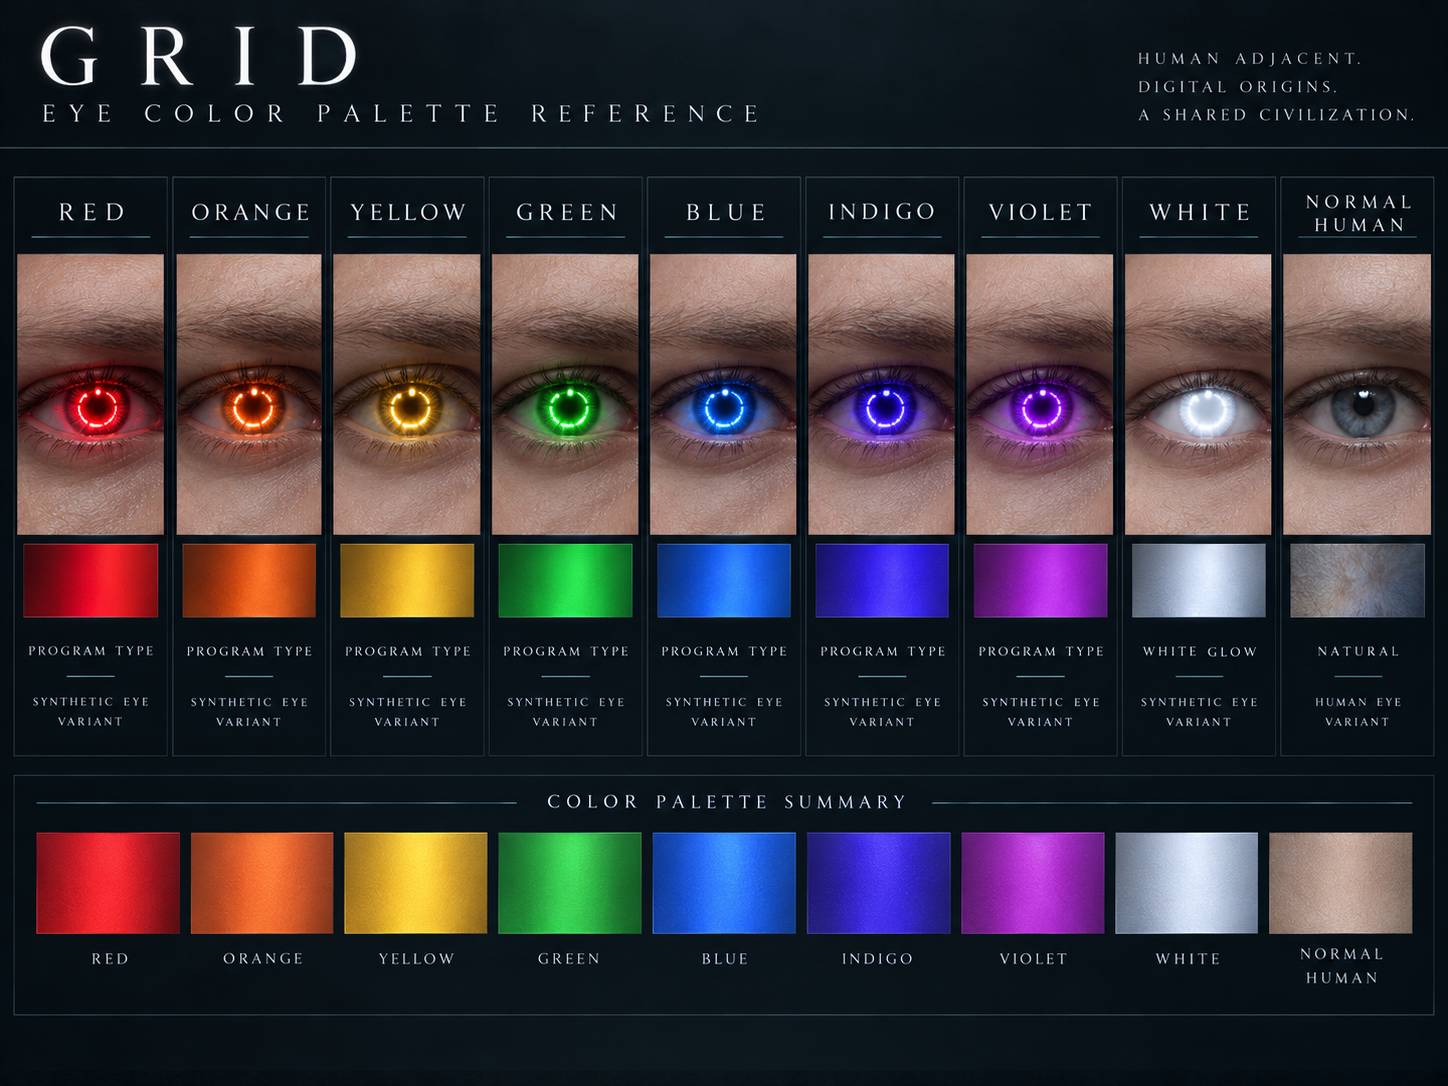 GRID
EYE COLOR PALETTE REFERENCE
HUMAN ADJACENT.
DIGITAL ORIGINS.
A SHARED CIVILIZATION.
RED
ORANGE
YELLOW
GREEN
BLUE
INDIGO
VIOLET
WHITE
NORMAL
HUMAN
PROGRAM TYPE
SYNTHETIC EYE
VARIANT
PROGRAM TYPE
SYNTHETIC EYE
VARIANT
PROGRAM TYPE
SYNTHETIC EYE
VARIANT
PROGRAM TYPE
SYNTHETIC EYE
VARIANT
PROGRAM TYPE
SYNTHETIC EYE
VARIANT
PROGRAM TYPE
SYNTHETIC EYE
VARIANT
PROGRAM TYPE
SYNTHETIC EYE
VARIANT
WHITE GLOW
SYNTHETIC EYE
VARIANT
NATURAL
HUMAN EYE
VARIANT
COLOR PALETTE SUMMARY
RED
ORANGE
YELLOW
GREEN
BLUE
INDIGO
VIOLET
WHITE
NORMAL
HUMAN